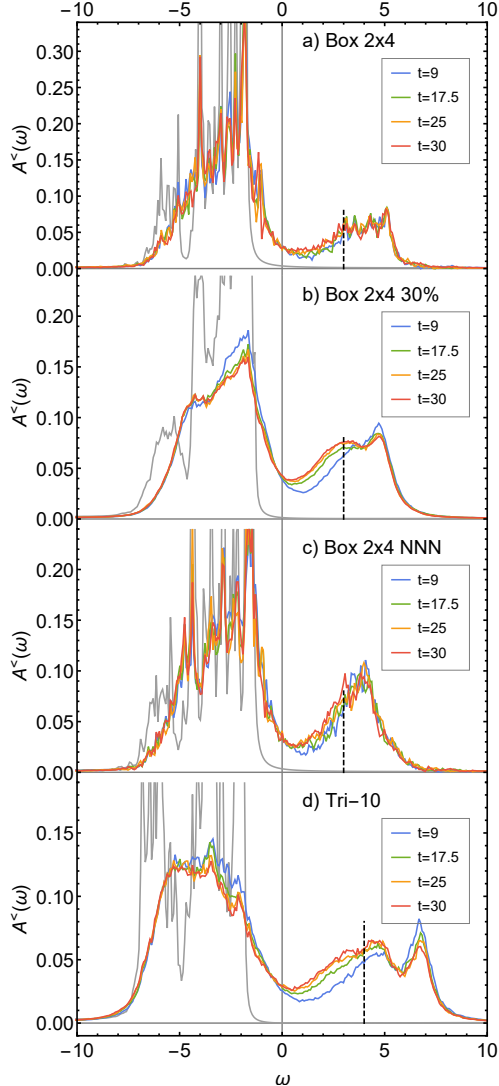 −10 −5 0 5 10
a) Box 2x4
t=9
t=17.5
t=25
t=30
0.30
0.25
0.20
0.15
0.10
0.05
0.00
A<(ω)
b) Box 2x4 30%
t=9
t=17.5
t=25
t=30
0.20
0.15
0.10
0.05
0.00
A<(ω)
c) Box 2x4 NNN
t=9
t=17.5
t=25
t=30
0.20
0.15
0.10
0.05
0.00
A<(ω)
d) Tri−10
t=9
t=17.5
t=25
t=30
0.15
0.10
0.05
0.00
A<(ω)
−10 −5 0 5 10
ω